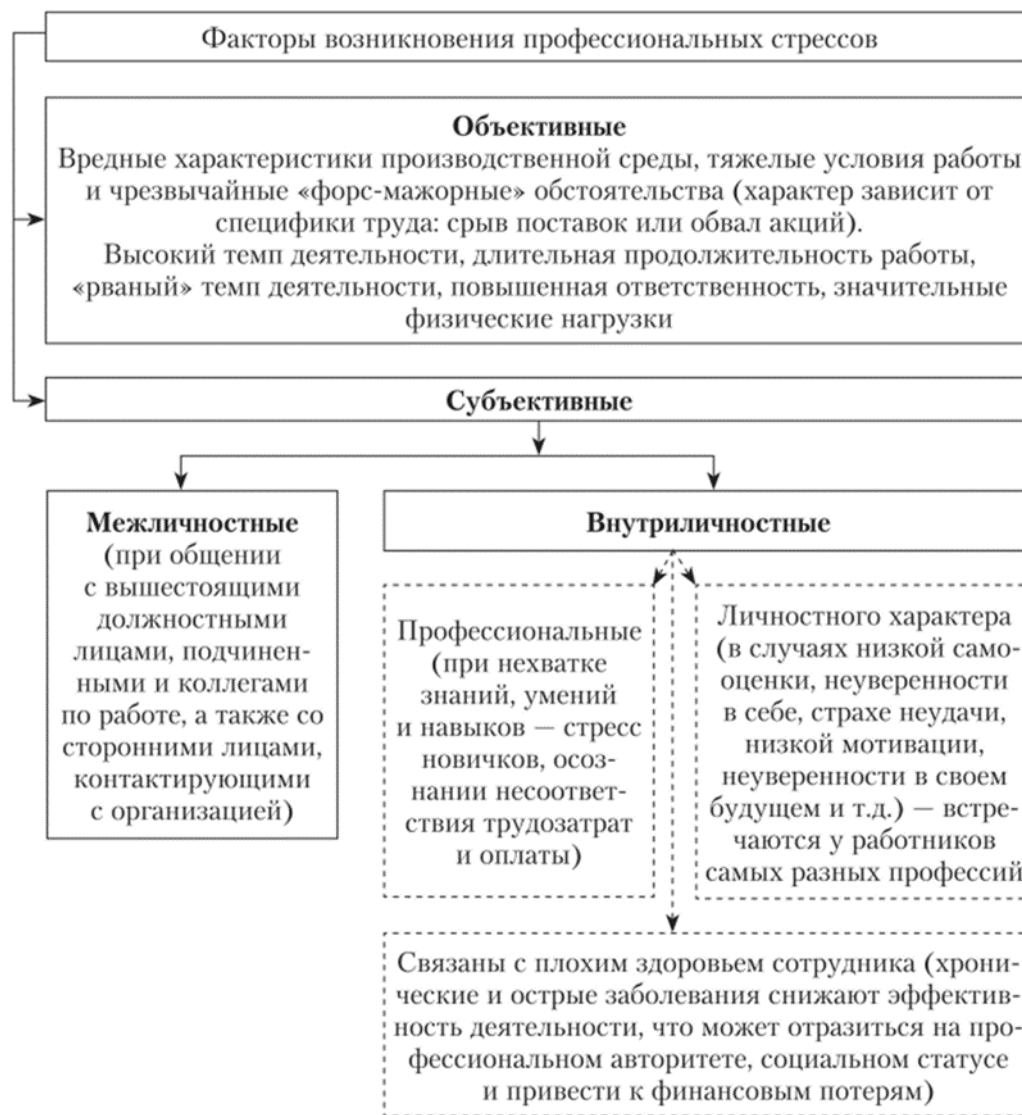 Факторы возникновения профессиональных стрессов
Объективные
Вредные характеристики производственной среды, тяжелые условия работы
и чрезвычайные «форс-мажорные» обстоятельства (характер зависит от
специфики труда: срыв поставок или обвал акций).
Высокий темп деятельности, длительная продолжительность работы,
«рваный» темп деятельности, повышенная ответственность, значительные
физические нагрузки
Субъективные
Межличностные
(при общении
с вышестоящими
должностными
лицами, подчинен-
ными и коллегами
по работе, а также со
сторонними лицами,
контактирующими
с организацией)
Внутриличностные
Профессиональные
(при нехватке
знаний, умений
и навыков — стресс
новичков, осоз-
нании несоответ-
ствия трудозатрат
и оплаты)
Личностного характера
(в случаях низкой само-
оценки, неуверенности
в себе, страхе неудачи,
низкой мотивации,
неуверенности в своем
будущем и т.д.) — встре-
чаются у работников
самых разных профессий
Связаны с плохим здоровьем сотрудника (хрони-
ческие и острые заболевания снижают эффектив-
ность деятельности, что может отразиться на про-
фессиональном авторитете, социальном статусе
и привести к финансовым потерям)